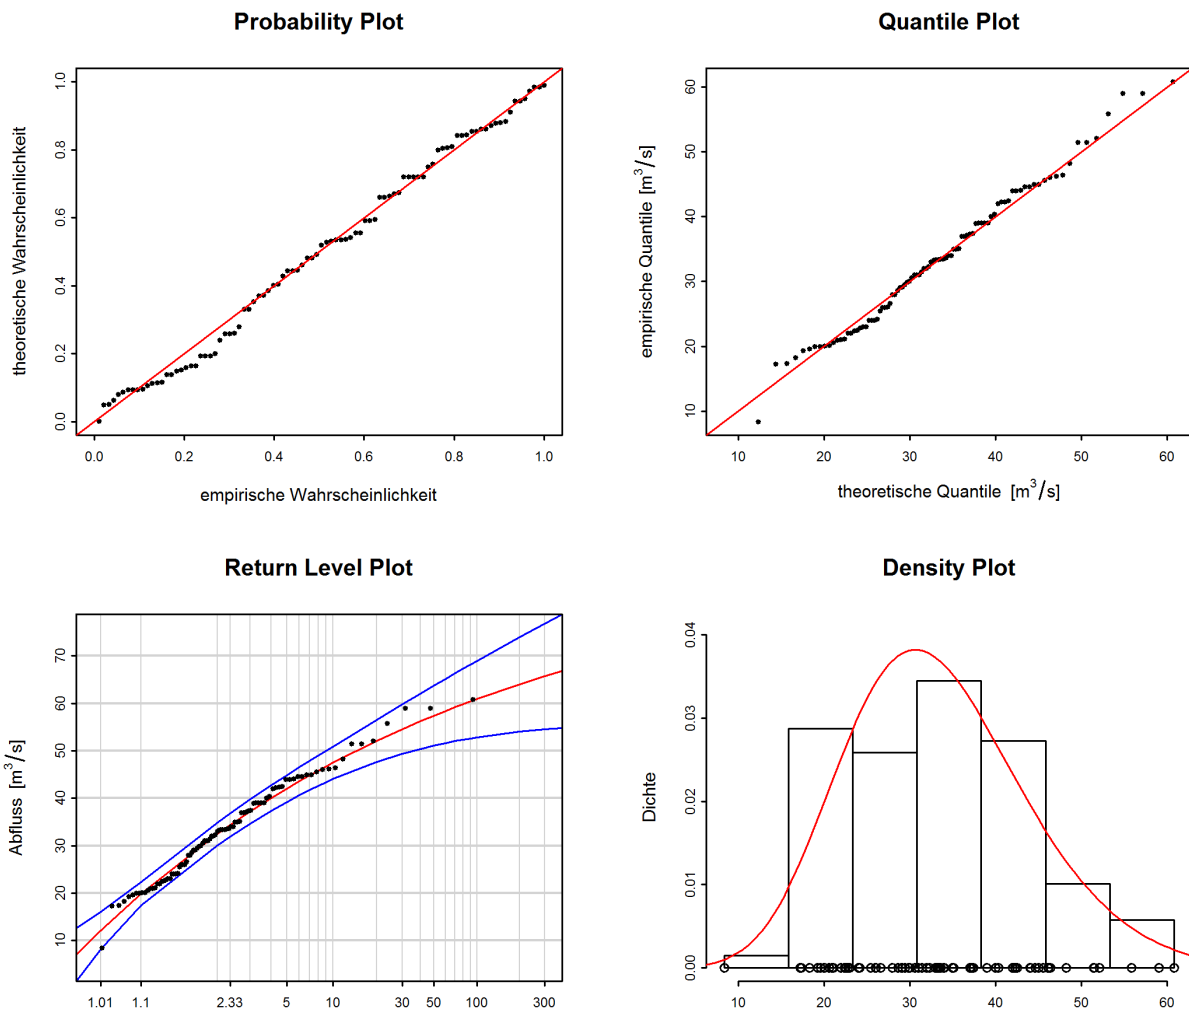 Probability Plot
theoretische Wahrscheinlichkeit
0.0 0.2 0.4 0.6 0.8 1.0
0.0 0.2 0.4 0.6 0.8 1.0
empirische Wahrscheinlichkeit
Quantile Plot
empirische Quantile [m³/s]
10 20 30 40 50 60
10 20 30 40 50 60
theoretische Quantile [m³/s]
Return Level Plot
Abfluss [m³/s]
10 20 30 40 50 60 70
1.01 1.1 2.33 5 10 30 50 100 300
Density Plot
Dichte
0.00 0.01 0.02 0.03 0.04
10 20 30 40 50 60